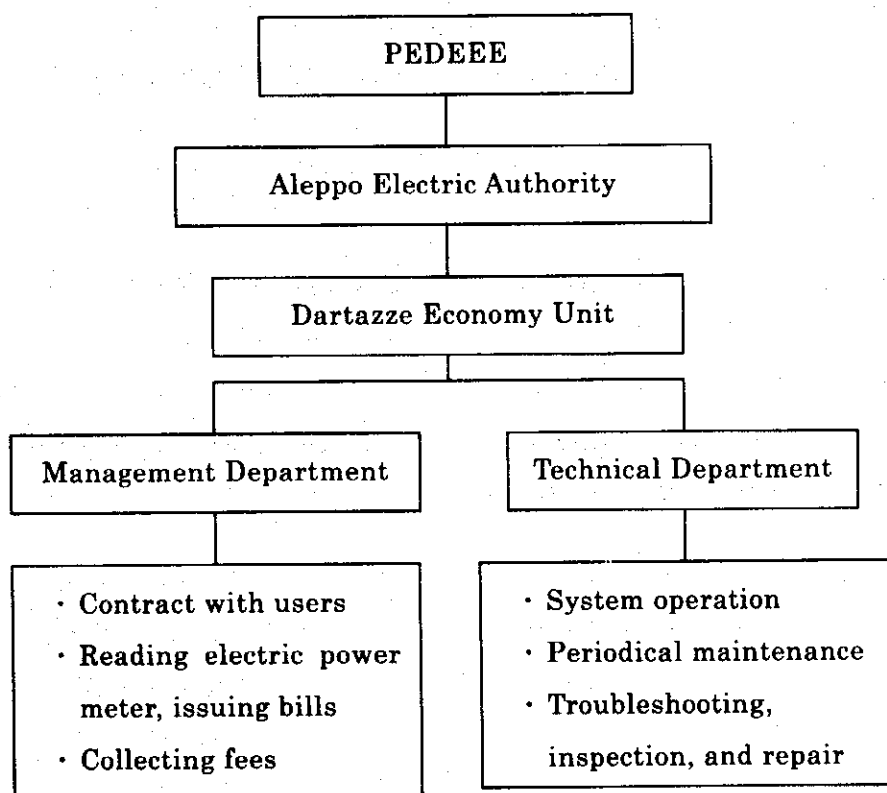 PEDEEE
Aleppo Electric Authority
Dartazze Economy Unit
Management Department
Technical Department
· Contract with users
· Reading electric power
meter, issuing bills
· Collecting fees
· System operation
· Periodical maintenance
· Troubleshooting,
inspection, and repair